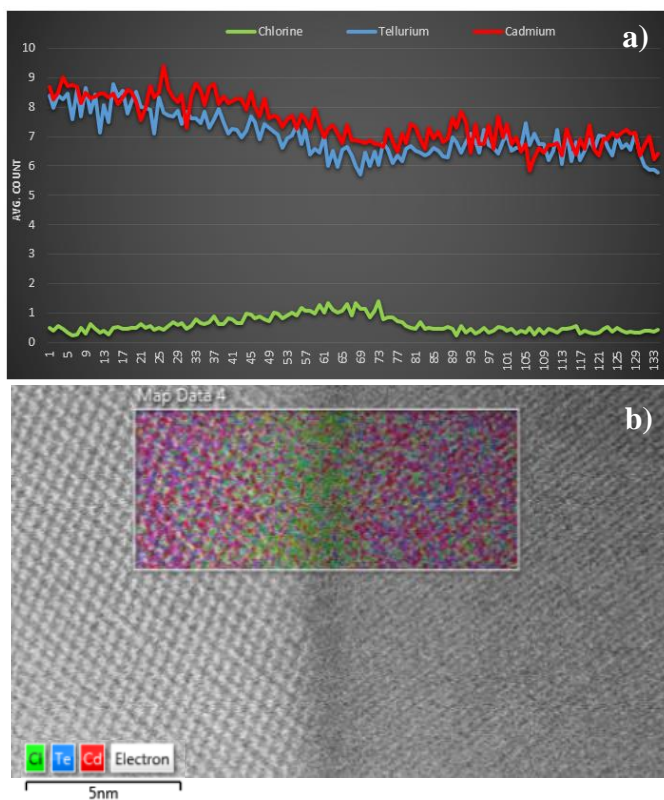 Chlorine Tellurium Cadmium a)
10
9
8
7
6
5
4
3
2
1
0
AVG. COUNT
1 5 9 13 17 21 25 29 33 37 41 45 49 53 57 61 65 69 73 77 81 85 89 93 97 101 105 109 113 117 121 125 129 133
Map Data 4
b)
Cl Te Cd Electron
5nm